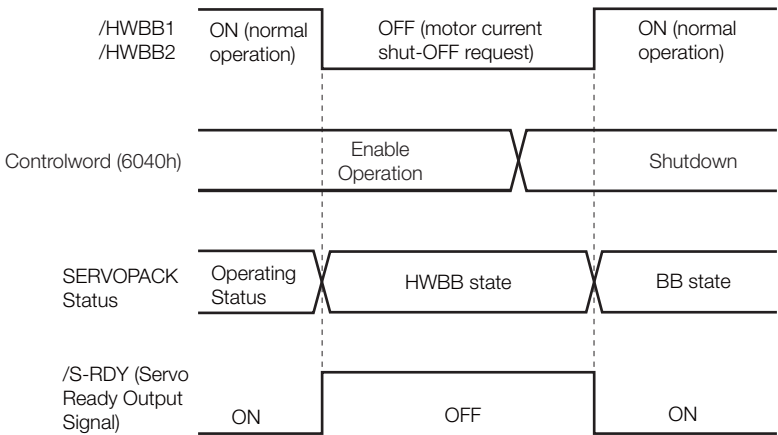 /HWBB1
/HWBB2
ON (normal
operation)
OFF (motor current
shut-OFF request)
ON (normal
operation)
Controlword (6040h)
Enable
Operation
Shutdown
SERVOPACK
Status
Operating
Status
HWBB state
BB state
/S-RDY (Servo
Ready Output
Signal)
ON
OFF
ON